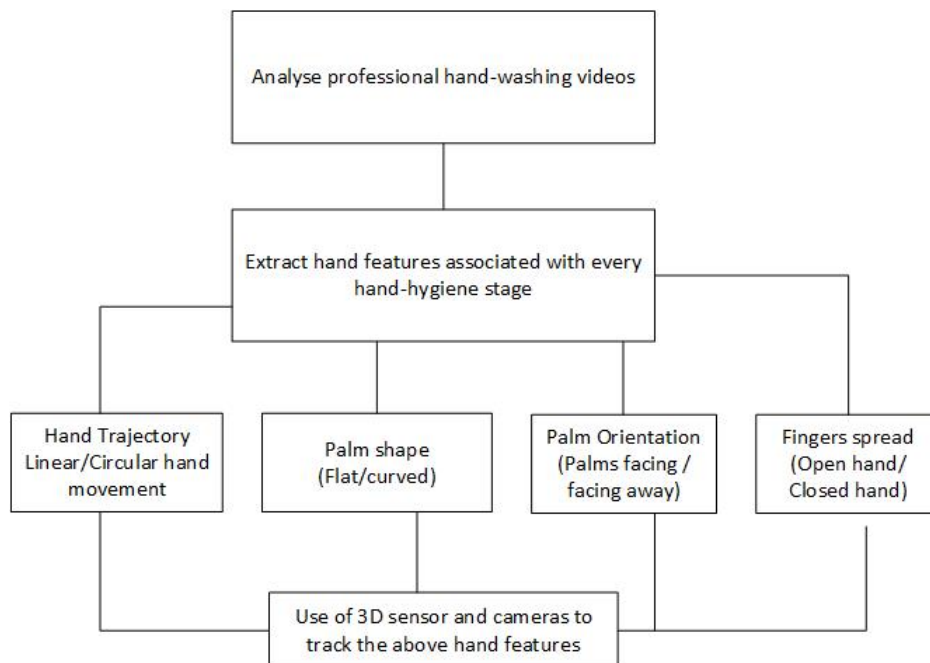 Analyse professional hand-washing videos
Extract hand features associated with every
hand-hygiene stage
Hand Trajectory
Linear/Circular hand
movement
Palm shape
(Flat/curved)
Palm Orientation
(Palms facing /
facing away)
Fingers spread
(Open hand/
Closed hand)
Use of 3D sensor and cameras to
track the above hand features